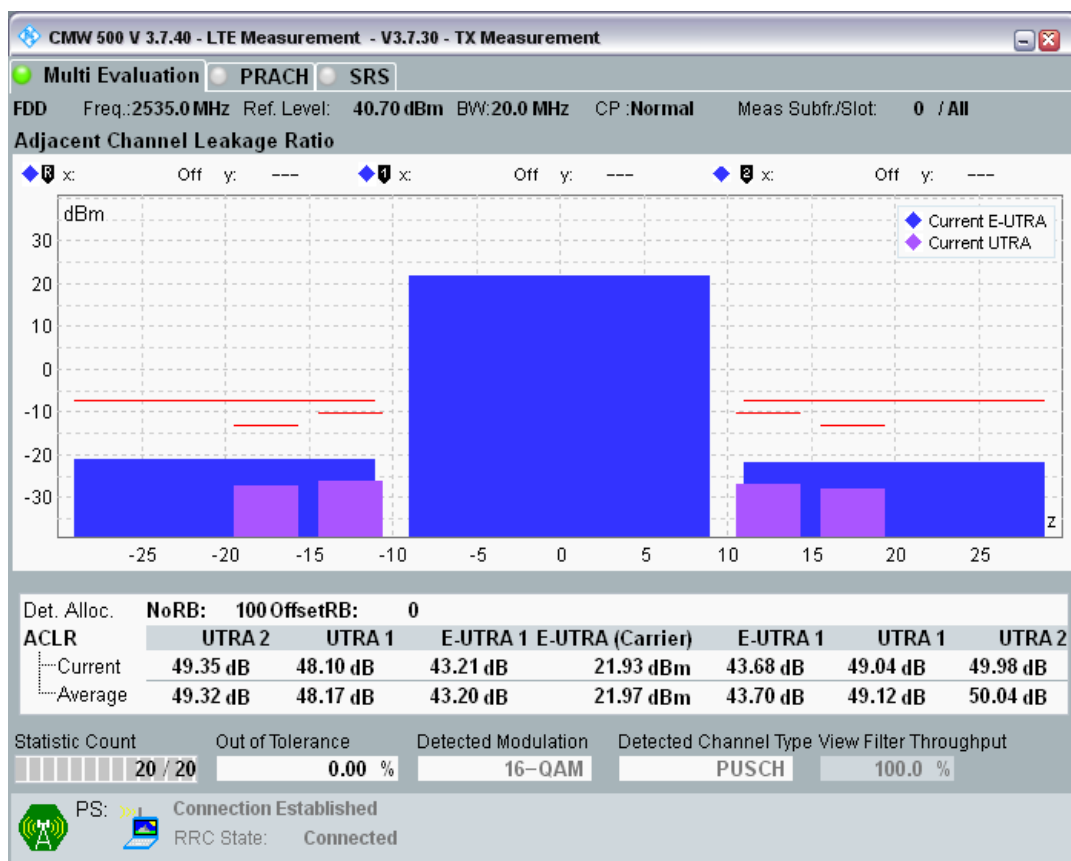 CMW 500 V 3.7.40 - LTE Measurement - V3.7.30 - TX Measurement
Multi Evaluation PRACH SRS
FDD Freq.:2535.0 MHz Ref. Level: 40.70 dBm BW:20.0 MHz CP :Normal Meas Subfr./Slot: 0 / All
Adjacent Channel Leakage Ratio
R x: Off y: --- 1 x: Off y: --- 2 x: Off y: ---
dBm
Current E-UTRA
Current UTRA
30
20
10
0
-10
-20
-30
z
-25 -20 -15 -10 -5 0 5 10 15 20 25
Det. Alloc. NoRB: 100 OffsetRB: 0
ACLR UTRA 2 UTRA 1 E-UTRA 1 E-UTRA (Carrier) E-UTRA 1 UTRA 1 UTRA 2
Current 49.35 dB 48.10 dB 43.21 dB 21.93 dBm 43.68 dB 49.04 dB 49.98 dB
Average 49.32 dB 48.17 dB 43.20 dB 21.97 dBm 43.70 dB 49.12 dB 50.04 dB
Statistic Count Out of Tolerance Detected Modulation Detected Channel Type View Filter Throughput
20 / 20 0.00 % 16-QAM PUSCH 100.0 %
PS: Connection Established
RRC State: Connected